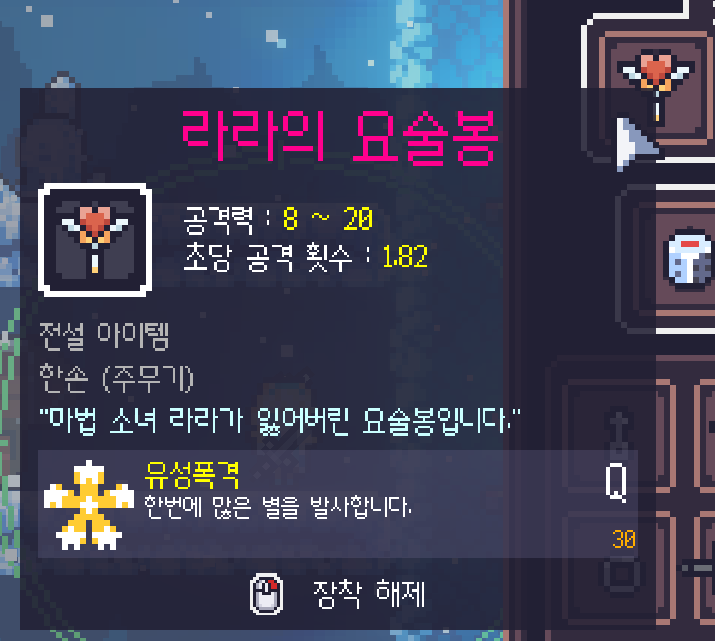 라라의 요술봉
공격력 : 8 ~ 20
초당 공격 횟수 : 1.82
전설 아이템
한손 (주무기)
"마법 소녀 라라가 잃어버린 요술봉입니다."
유성폭격
Q
한번에 많은 별을 발사합니다.
30
장착 해제